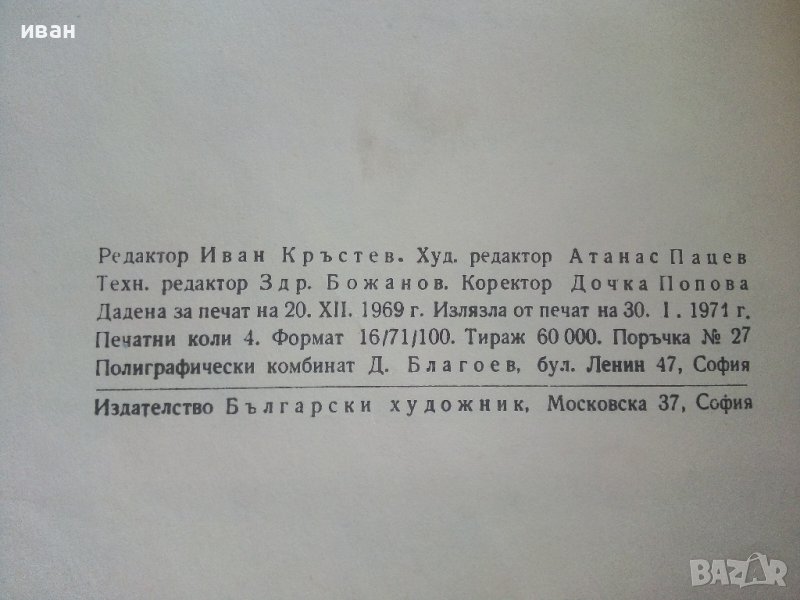 иван
Редактор Иван Кръстев. Худ. редактор Атанас Пацев
Техн. редактор Здр. Божанов. Коректор Дочка Попова
Дадена за печат на 20. XII. 1969 г. Излязла от печат на 30. I. 1971 г.
Печатни коли 4. Формат 16/71/100. Тираж 60 000. Поръчка № 27
Полиграфически комбинат Д. Благоев, бул. Ленин 47, София
Издателство Български художник, Московска 37, София
BAZAR